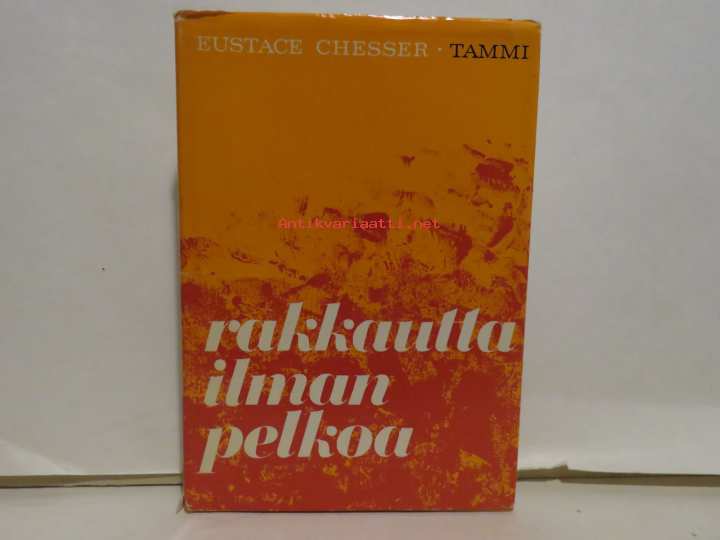 EUSTACE CHESSER · TAMMI
Antikvariaatti.net
rakkautta
ilman
pelkoa